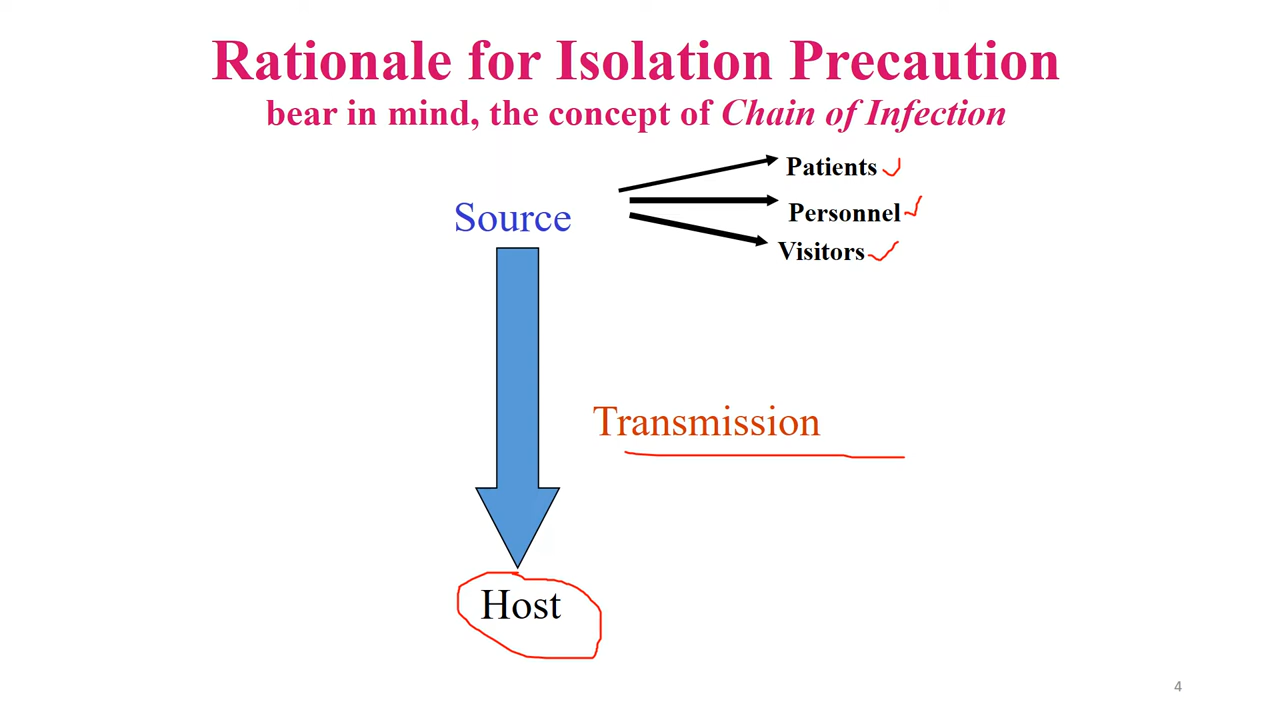 Rationale for Isolation Precaution
bear in mind, the concept of Chain of Infection
Patients
Source
Personnel
Visitors
Transmission
Host
4